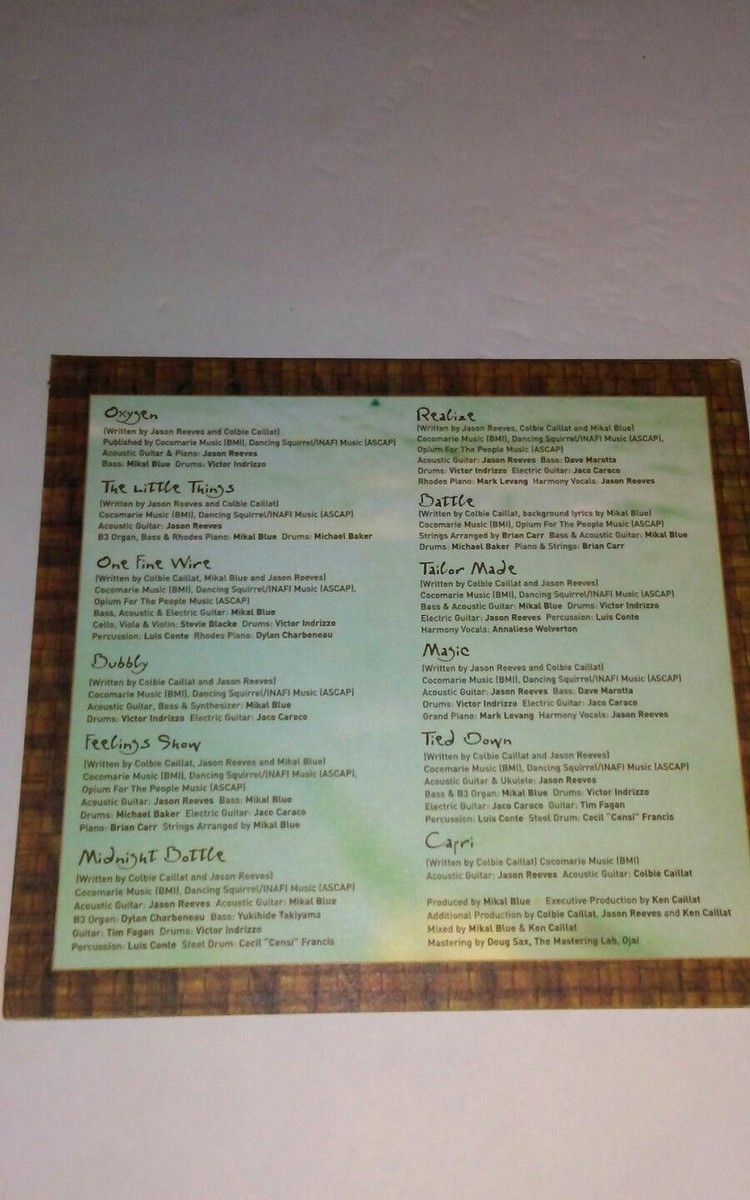 Oxygen
(Written by Jason Reeves and Colbie Caillat)
Published by Cocomarie Music (BMI), Dancing Squirrel/INAFI Music (ASCAP)
Acoustic Guitar & Piano: Jason Reeves
Bass: Mikal Blue Drums: Victor Indrizzo
The Little Things
(Written by Jason Reeves and Colbie Caillat)
Cocomarie Music (BMI), Dancing Squirrel/INAFI Music (ASCAP)
Acoustic Guitar: Jason Reeves
B3 Organ, Bass & Rhodes Piano: Mikal Blue Drums: Michael Baker
One Fine Wire
(Written by Colbie Caillat, Mikal Blue and Jason Reeves)
Cocomarie Music (BMI), Dancing Squirrel/INAFI Music (ASCAP),
Opium For The People Music (ASCAP)
Bass, Acoustic & Electric Guitar: Mikal Blue
Cello, Viola & Violin: Stevie Blacke Drums: Victor Indrizzo
Percussion: Luis Conte Rhodes Piano: Dylan Charbeneau
Bubbly
(Written by Colbie Caillat and Jason Reeves)
Cocomarie Music (BMI), Dancing Squirrel/INAFI Music (ASCAP)
Acoustic Guitar, Bass & Synthesizer: Mikal Blue
Drums: Victor Indrizzo Electric Guitar: Jaco Caraco
Feelings Show
(Written by Colbie Caillat, Jason Reeves and Mikal Blue)
Cocomarie Music (BMI), Dancing Squirrel/INAFI Music (ASCAP),
Opium For The People Music (ASCAP)
Acoustic Guitar: Jason Reeves Bass: Mikal Blue
Drums: Michael Baker Electric Guitar: Jaco Caraco
Piano: Brian Carr Strings Arranged by Mikal Blue
Midnight Bottle
(Written by Colbie Caillat and Jason Reeves)
Cocomarie Music (BMI), Dancing Squirrel/INAFI Music (ASCAP)
Acoustic Guitar: Jason Reeves Acoustic Guitar: Mikal Blue
B3 Organ: Dylan Charbeneau Bass: Yukihide Takiyama
Guitar: Tim Fagan Drums: Victor Indrizzo
Percussion: Luis Conte Steel Drum: Cecil "Censi" Francis
Realize
(Written by Jason Reeves, Colbie Caillat and Mikal Blue)
Cocomarie Music (BMI), Dancing Squirrel/INAFI Music (ASCAP),
Opium For The People Music (ASCAP)
Acoustic Guitar: Jason Reeves Bass: Dave Marotta
Drums: Victor Indrizzo Electric Guitar: Jaco Caraco
Rhodes Piano: Mark Levang Harmony Vocals: Jason Reeves
Battle
(Written by Colbie Caillat, background lyrics by Mikal Blue)
Cocomarie Music (BMI), Opium For The People Music (ASCAP)
Strings Arranged by Brian Carr Bass & Acoustic Guitar: Mikal Blue
Drums: Michael Baker Piano & Strings: Brian Carr
Tailor Made
(Written by Colbie Caillat and Jason Reeves)
Cocomarie Music (BMI), Dancing Squirrel/INAFI Music (ASCAP)
Bass & Acoustic Guitar: Mikal Blue Drums: Victor Indrizzo
Electric Guitar: Jason Reeves Percussion: Luis Conte
Harmony Vocals: Annaliese Wolverton
Magic
(Written by Jason Reeves and Colbie Caillat)
Cocomarie Music (BMI), Dancing Squirrel/INAFI Music (ASCAP)
Acoustic Guitar: Jason Reeves Bass: Dave Marotta
Drums: Victor Indrizzo Electric Guitar: Jaco Caraco
Grand Piano: Mark Levang Harmony Vocals: Jason Reeves
Tied Down
(Written by Colbie Caillat and Jason Reeves)
Cocomarie Music (BMI), Dancing Squirrel/INAFI Music (ASCAP)
Acoustic Guitar & Ukulele: Jason Reeves
Bass & B3 Organ: Mikal Blue Drums: Victor Indrizzo
Electric Guitar: Jaco Caraco Guitar: Tim Fagan
Percussion: Luis Conte Steel Drum: Cecil "Censi" Francis
Capri
(Written by Colbie Caillat) Cocomarie Music (BMI)
Acoustic Guitar: Jason Reeves Acoustic Guitar: Colbie Caillat
Produced by Mikal Blue Executive Production by Ken Caillat
Additional Production by Colbie Caillat, Jason Reeves and Ken Caillat
Mixed by Mikal Blue & Ken Caillat
Mastering by Doug Sax, The Mastering Lab, Ojai